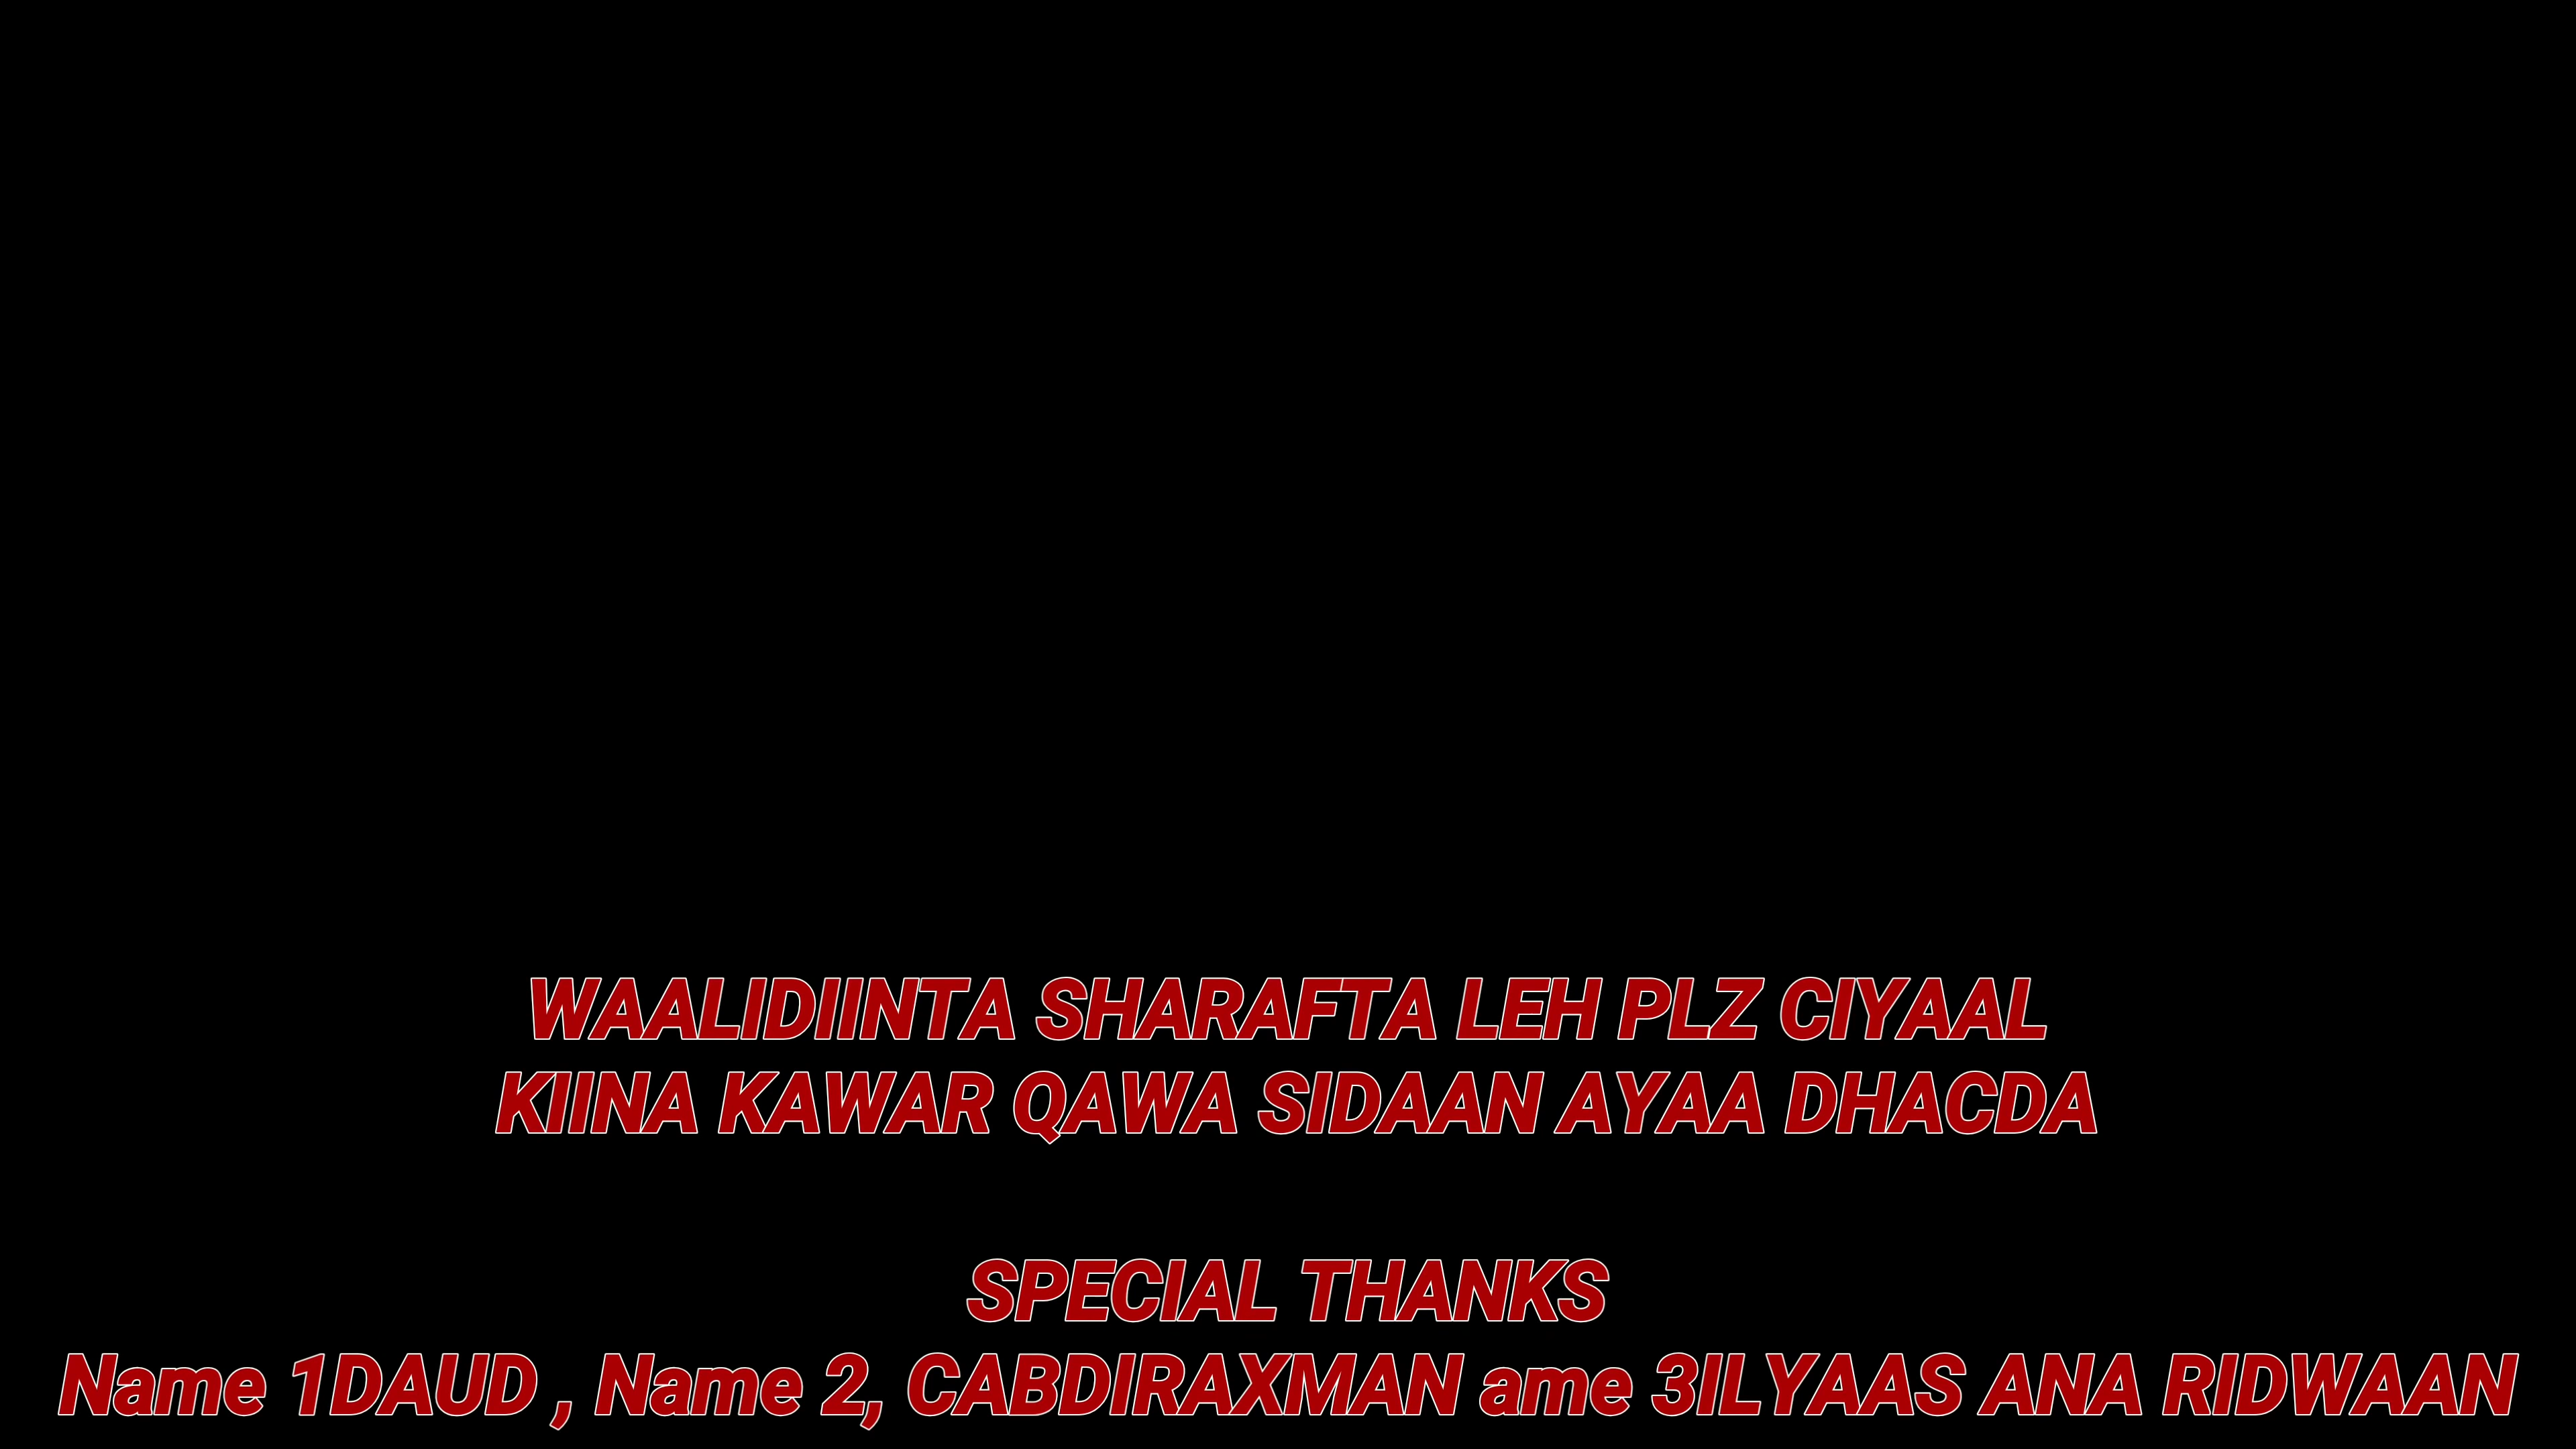 WAALIDIINTA SHARAFTA LEH PLZ CIYAAL
KIINA KAWAR QAWA SIDAAN AYAA DHACDA
SPECIAL THANKS
Name 1DAUD , Name 2, CABDIRAXMAN ame 3ILYAAS ANA RIDWAAN